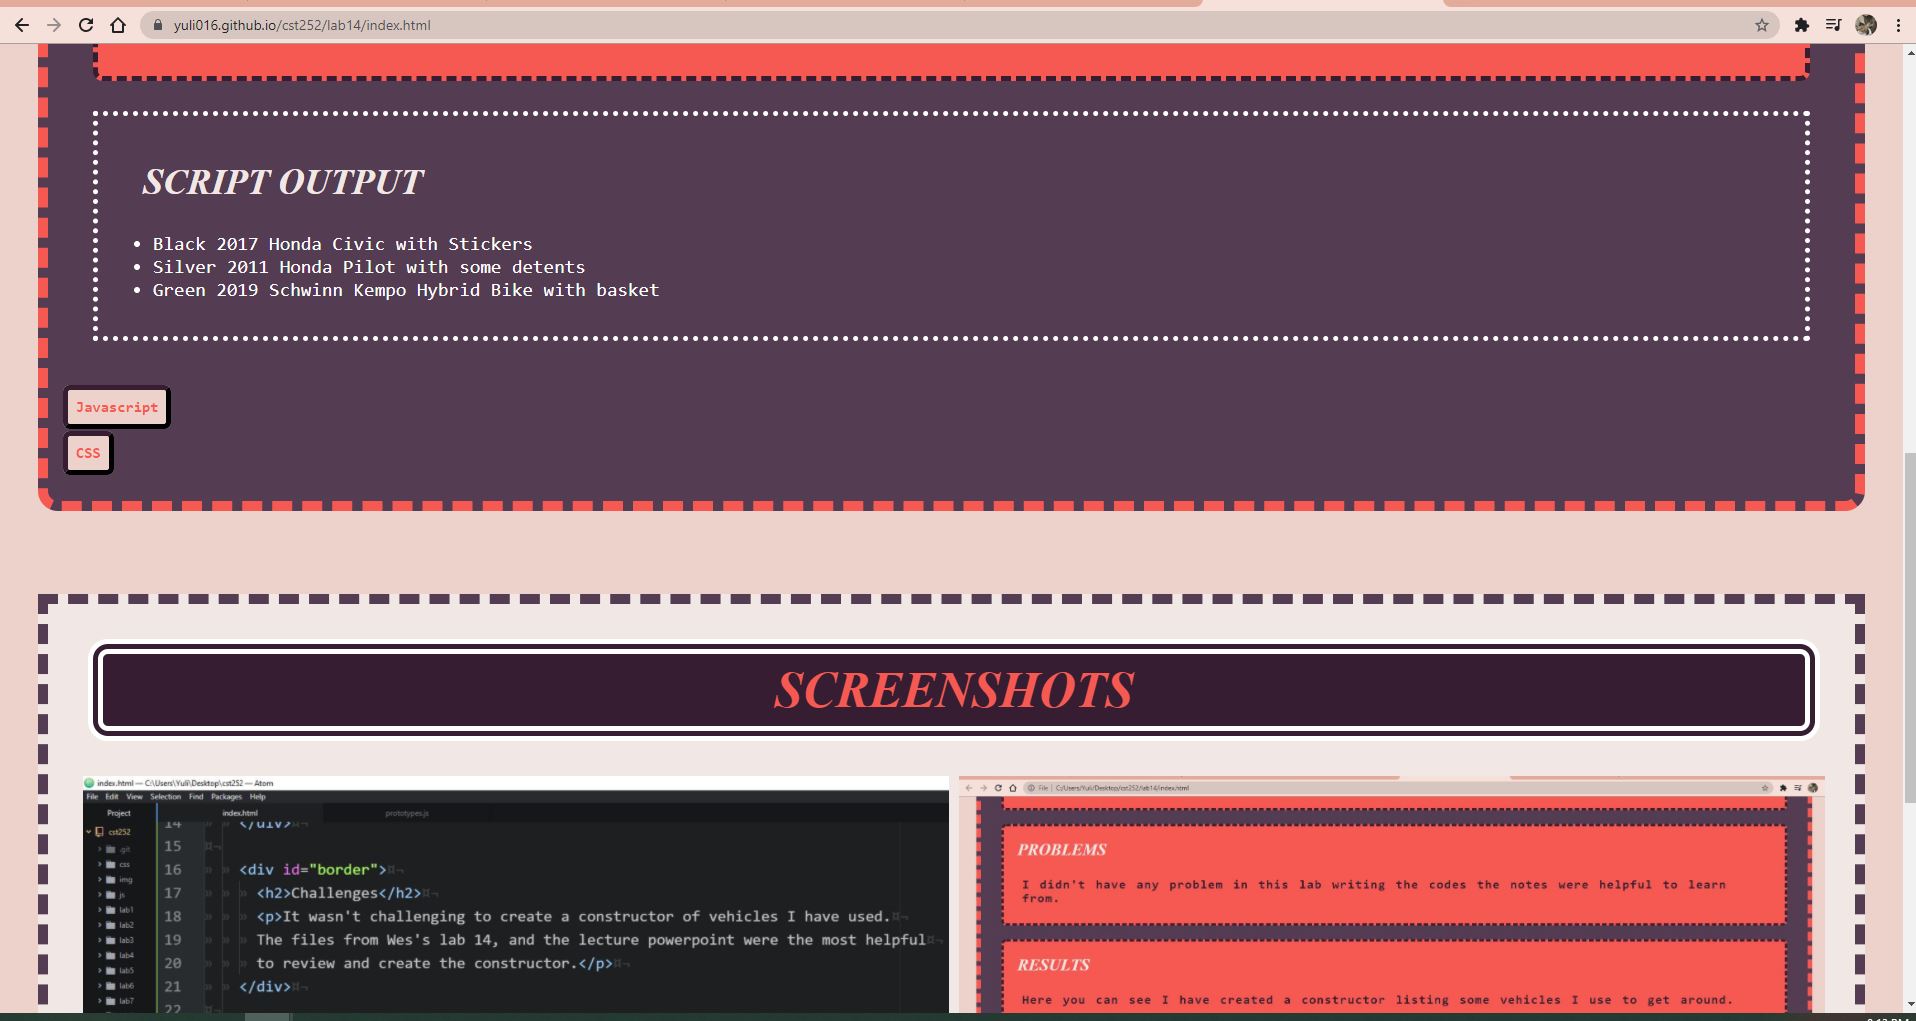 yuli016.github.io/cst252/lab14/index.html
SCRIPT OUTPUT
Black 2017 Honda Civic with Stickers
Silver 2011 Honda Pilot with some detents
Green 2019 Schwinn Kempo Hybrid Bike with basket
Javascript
CSS
SCREENSHOTS
index.html — C:\Users\Yuli\Desktop\cst252 — Atom
File Edit View Selection Find Packages Help
Project index.html prototypes.js
cst252
.git
css
img
js
lab1
lab2
lab3
lab4
lab5
lab6
lab7
14 </div>
15
16 <div id="border">
17 <h2>Challenges</h2>
18 <p>It wasn't challenging to create a constructor of vehicles I have used.
19 The files from Wes's lab 14, and the lecture powerpoint were the most helpful
20 to review and create the constructor.</p>
21 </div>
22
File C:/Users/Yuli/Desktop/cst252/lab14/index.html
PROBLEMS
I didn't have any problem in this lab writing the codes the notes were helpful to learn
from.
RESULTS
Here you can see I have created a constructor listing some vehicles I use to get around.